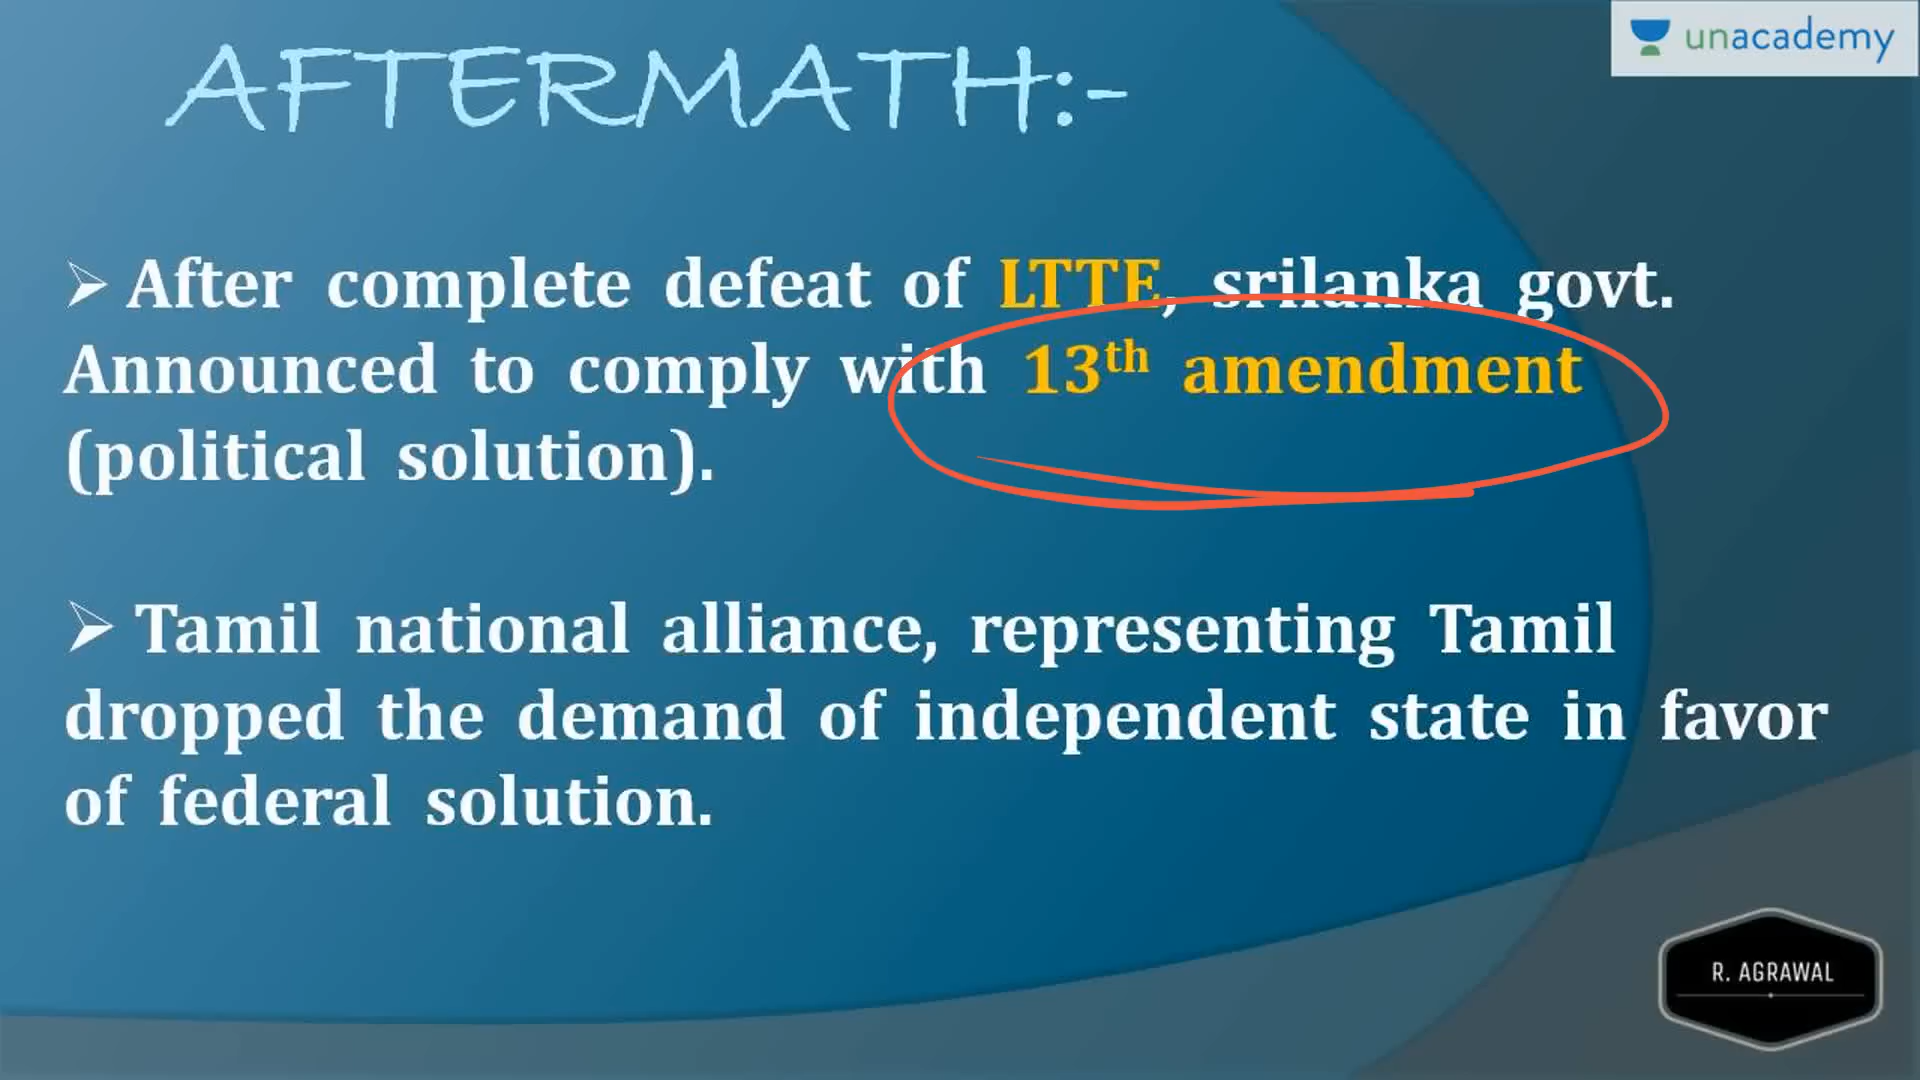 AFTERMATH:-
unacademy
➢ After complete defeat of LTTE, srilanka govt.
Announced to comply with 13th amendment
(political solution).
➢ Tamil national alliance, representing Tamil
dropped the demand of independent state in favor
of federal solution.
R. AGRAWAL